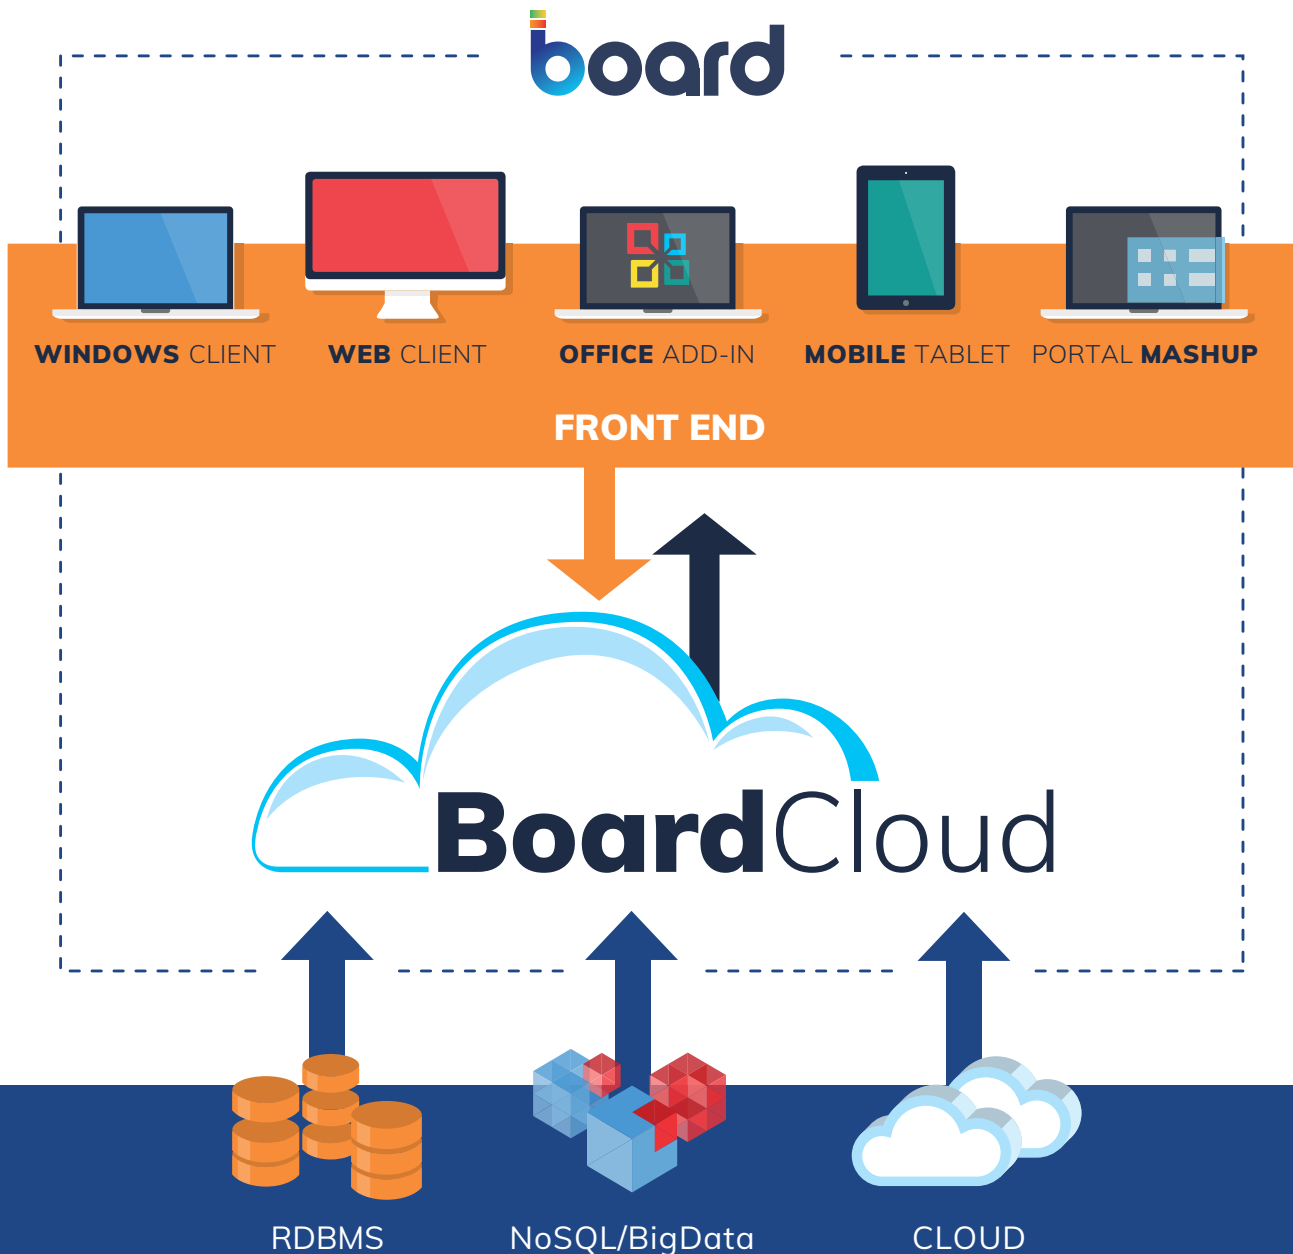 board
WINDOWS CLIENT
WEB CLIENT
OFFICE ADD-IN
MOBILE TABLET
PORTAL MASHUP
FRONT END
BoardCloud
RDBMS
NoSQL/BigData
CLOUD